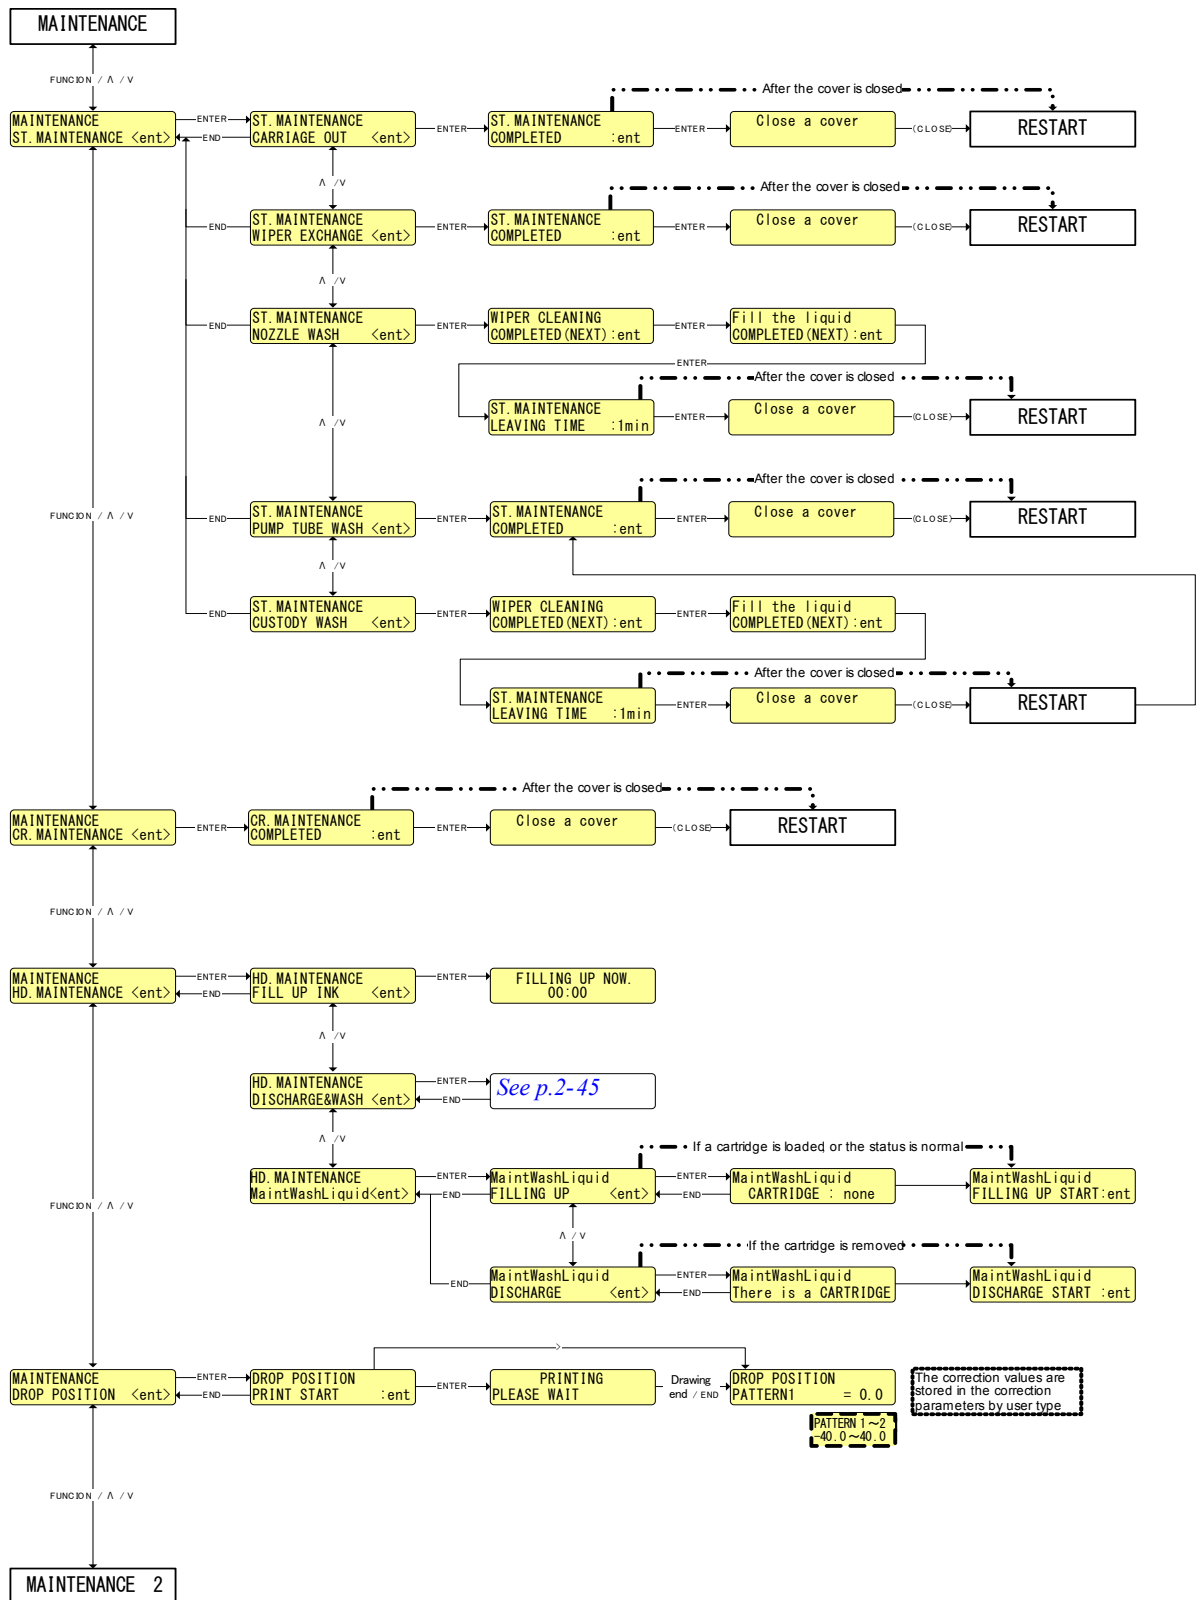 MAINTENANCE
FUNCION / Λ / V
After the cover is closed
MAINTENANCE
ST. MAINTENANCE <ent>
ENTER
END
ST. MAINTENANCE
CARRIAGE OUT <ent>
ENTER
ST. MAINTENANCE
COMPLETED :ent
ENTER
Close a cover
(CLOSE)
RESTART
Λ / V
After the cover is closed
END
ST. MAINTENANCE
WIPER EXCHANGE <ent>
ENTER
ST. MAINTENANCE
COMPLETED :ent
ENTER
Close a cover
(CLOSE)
RESTART
Λ / V
END
ST. MAINTENANCE
NOZZLE WASH <ent>
ENTER
WIPER CLEANING
COMPLETED(NEXT):ent
ENTER
Fill the liquid
COMPLETED(NEXT):ent
ENTER
After the cover is closed
ST. MAINTENANCE
LEAVING TIME :1min
ENTER
Close a cover
(CLOSE)
RESTART
Λ / V
After the cover is closed
FUNCION / Λ / V
END
ST. MAINTENANCE
PUMP TUBE WASH <ent>
ENTER
ST. MAINTENANCE
COMPLETED :ent
ENTER
Close a cover
(CLOSE)
RESTART
Λ / V
END
ST. MAINTENANCE
CUSTODY WASH <ent>
ENTER
WIPER CLEANING
COMPLETED(NEXT):ent
ENTER
Fill the liquid
COMPLETED(NEXT):ent
After the cover is closed
ST. MAINTENANCE
LEAVING TIME :1min
ENTER
Close a cover
(CLOSE)
RESTART
After the cover is closed
MAINTENANCE
CR. MAINTENANCE <ent>
ENTER
CR. MAINTENANCE
COMPLETED :ent
ENTER
Close a cover
(CLOSE)
RESTART
FUNCION / Λ / V
MAINTENANCE
HD. MAINTENANCE <ent>
ENTER
END
HD. MAINTENANCE
FILL UP INK <ent>
ENTER
FILLING UP NOW.
00:00
Λ / V
HD. MAINTENANCE
DISCHARGE&WASH <ent>
ENTER
END
See p.2-45
Λ / V
If a cartridge is loaded, or the status is normal
HD. MAINTENANCE
MaintWashLiquid<ent>
ENTER
END
MaintWashLiquid
FILLING UP <ent>
ENTER
END
MaintWashLiquid
CARTRIDGE : none
MaintWashLiquid
FILLING UP START:ent
FUNCION / Λ / V
Λ / V
If the cartridge is removed
END
MaintWashLiquid
DISCHARGE <ent>
ENTER
END
MaintWashLiquid
There is a CARTRIDGE
MaintWashLiquid
DISCHARGE START :ent
>
MAINTENANCE
DROP POSITION <ent>
ENTER
END
DROP POSITION
PRINT START :ent
ENTER
PRINTING
PLEASE WAIT
Drawing
end / END
DROP POSITION
PATTERN1 = 0.0
The correction values are
stored in the correction
parameters by user type
PATTERN 1～2
-40.0～40.0
FUNCION / Λ / V
MAINTENANCE 2